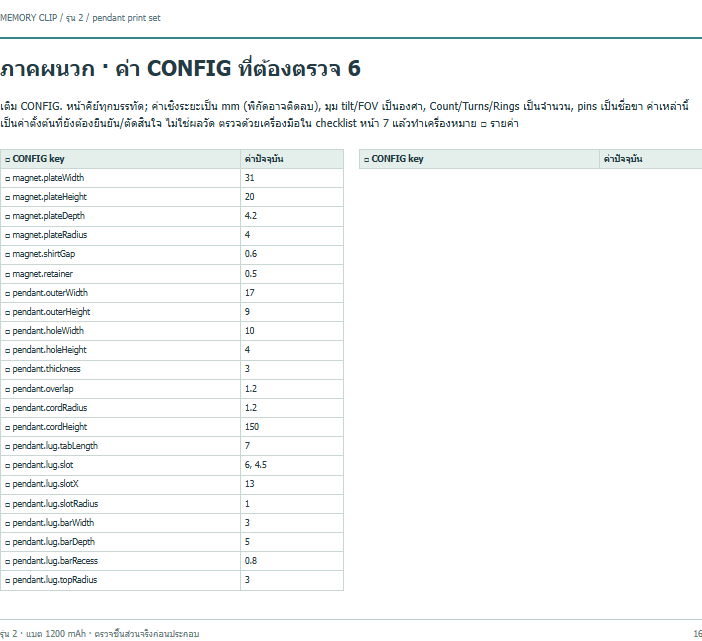 MEMORY CLIP / รุ่น 2 / pendant print set
ภาคผนวก · ค่า CONFIG ที่ต้องตรวจ 6
เติม CONFIG. หน้าคีย์ทุกบรรทัด; ค่าเชิงระยะเป็น mm (พิกัดอาจติดลบ), มุม tilt/FOV เป็นองศา, Count/Turns/Rings เป็นจำนวน, pins เป็นชื่อขา ค่าเหล่านี้
เป็นค่าตั้งต้นที่ยังต้องยืนยัน/ตัดสินใจ ไม่ใช่ผลวัด ตรวจด้วยเครื่องมือใน checklist หน้า 7 แล้วทำเครื่องหมาย □ รายค่า
□ CONFIG key ค่าปัจจุบัน
□ magnet.plateWidth 31
□ magnet.plateHeight 20
□ magnet.plateDepth 4.2
□ magnet.plateRadius 4
□ magnet.shirtGap 0.6
□ magnet.retainer 0.5
□ pendant.outerWidth 17
□ pendant.outerHeight 9
□ pendant.holeWidth 10
□ pendant.holeHeight 4
□ pendant.thickness 3
□ pendant.overlap 1.2
□ pendant.cordRadius 1.2
□ pendant.cordHeight 150
□ pendant.lug.tabLength 7
□ pendant.lug.slot 6, 4.5
□ pendant.lug.slotX 13
□ pendant.lug.slotRadius 1
□ pendant.lug.barWidth 3
□ pendant.lug.barDepth 5
□ pendant.lug.barRecess 0.8
□ pendant.lug.topRadius 3
□ CONFIG key ค่าปัจจุบัน
รุ่น 2 · แบต 1200 mAh · ตรวจชิ้นส่วนจริงก่อนประกอบ
16